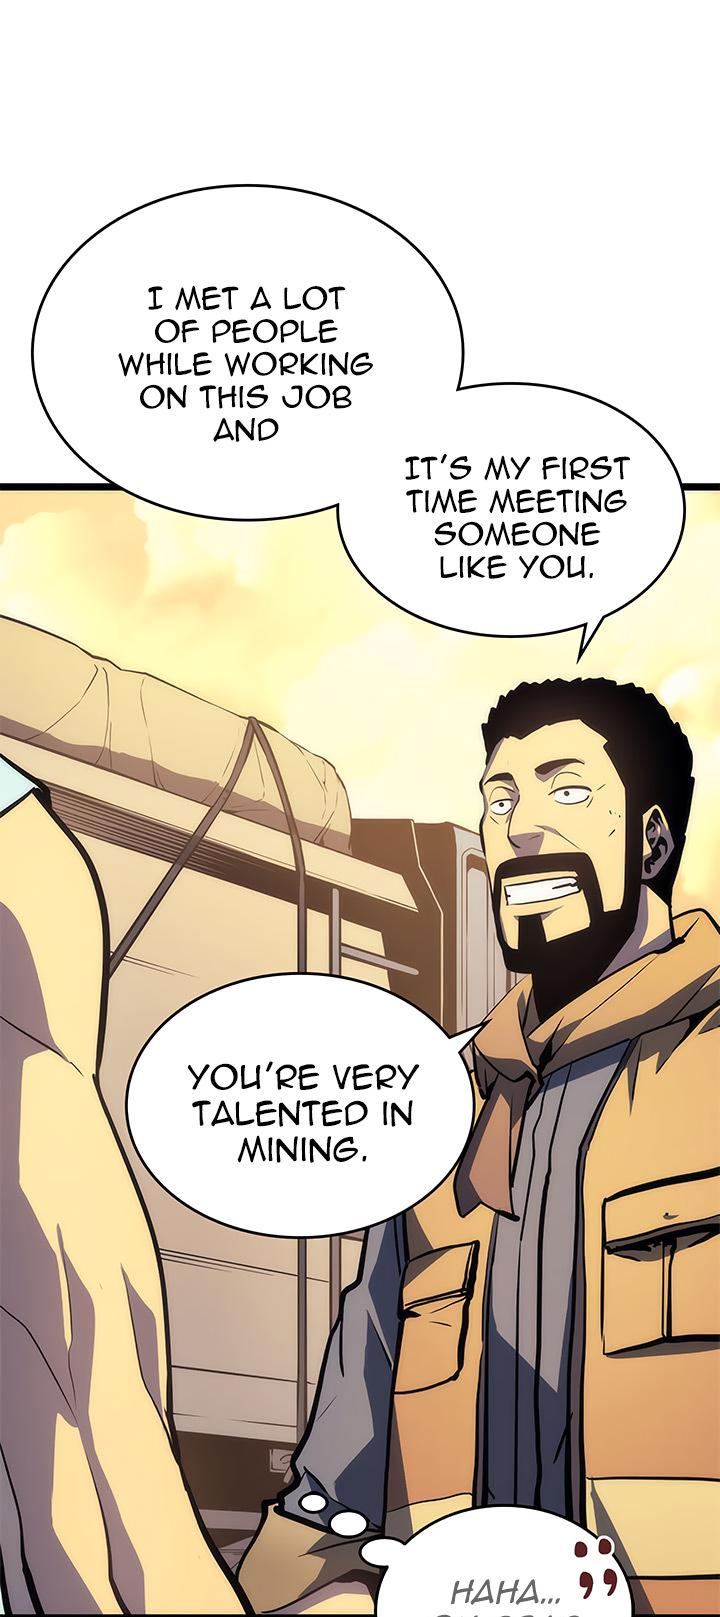 I MET A LOT
OF PEOPLE
WHILE WORKING
ON THIS JOB
AND
IT'S MY FIRST
TIME MEETING
SOMEONE
LIKE YOU.
YOU'RE VERY
TALENTED IN
MINING.
HAHA...